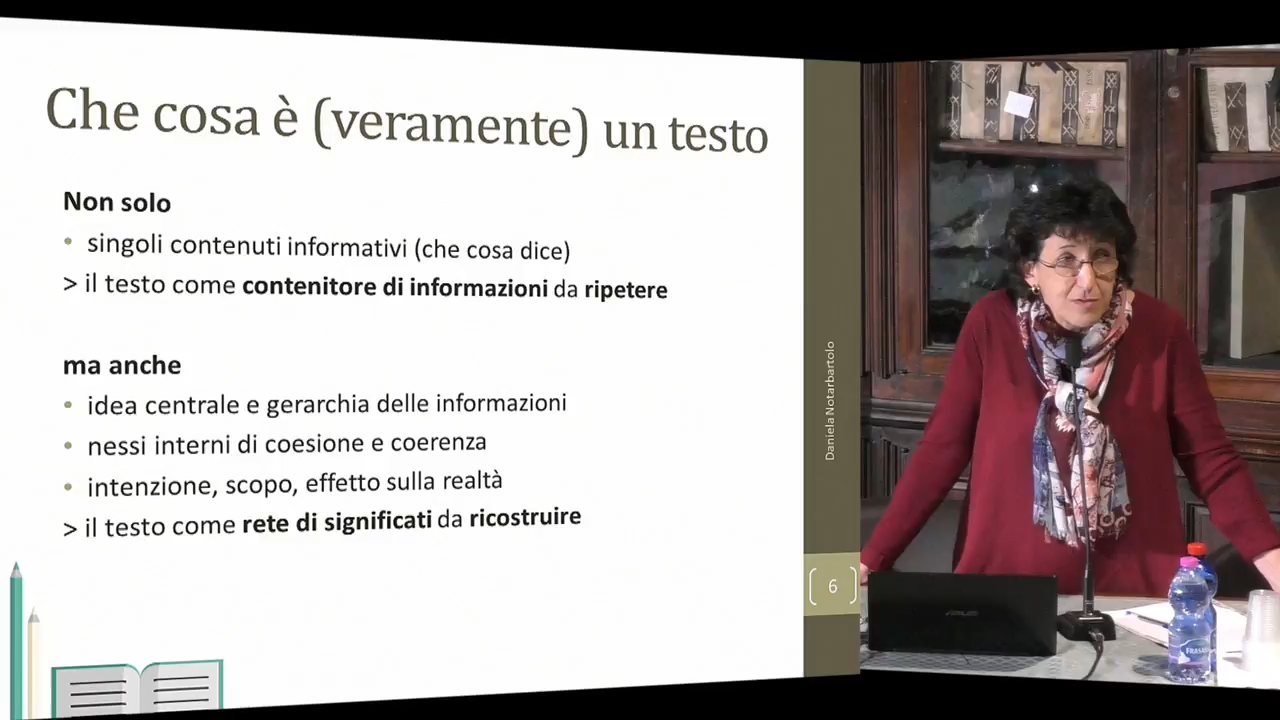 Che cosa è (veramente) un testo
Non solo
• singoli contenuti informativi (che cosa dice)
> il testo come contenitore di informazioni da ripetere
ma anche
• idea centrale e gerarchia delle informazioni
• nessi interni di coesione e coerenza
• intenzione, scopo, effetto sulla realtà
> il testo come rete di significati da ricostruire
Daniela Notarbartolo
6
ASUS